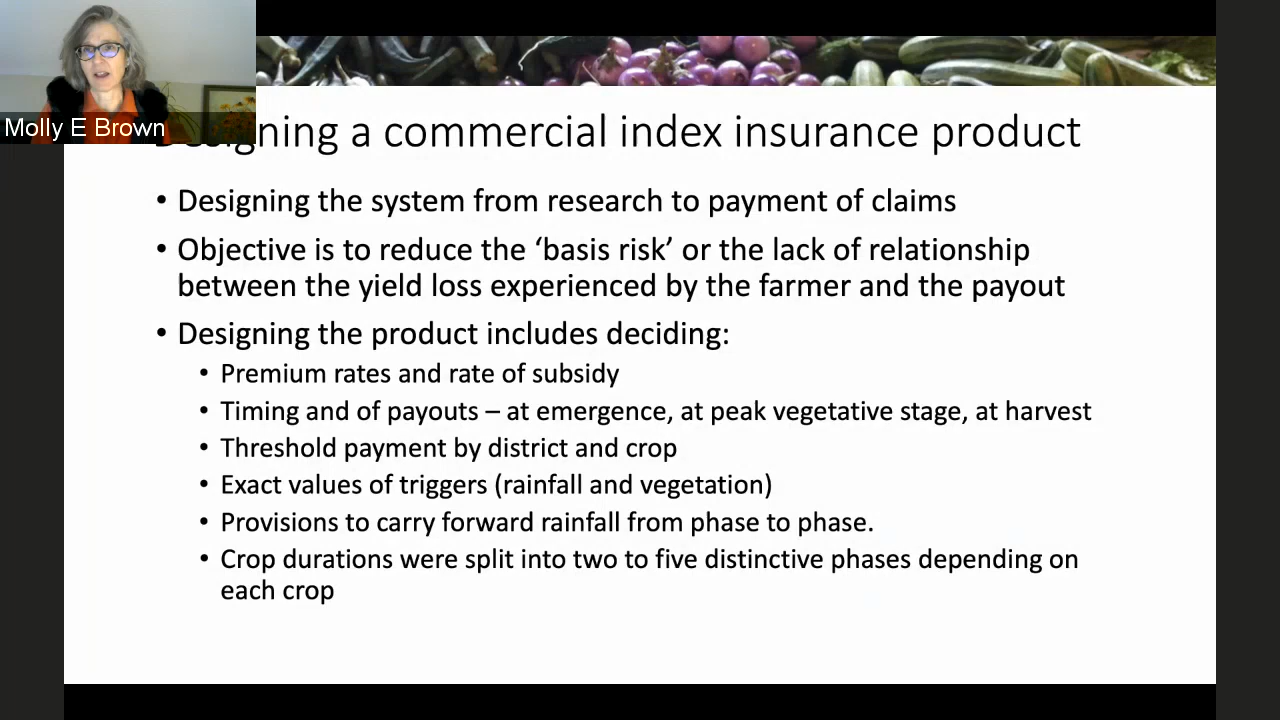 Molly E Brown
Designing a commercial index insurance product
• Designing the system from research to payment of claims
• Objective is to reduce the ‘basis risk’ or the lack of relationship
between the yield loss experienced by the farmer and the payout
• Designing the product includes deciding:
• Premium rates and rate of subsidy
• Timing and of payouts – at emergence, at peak vegetative stage, at harvest
• Threshold payment by district and crop
• Exact values of triggers (rainfall and vegetation)
• Provisions to carry forward rainfall from phase to phase.
• Crop durations were split into two to five distinctive phases depending on
each crop